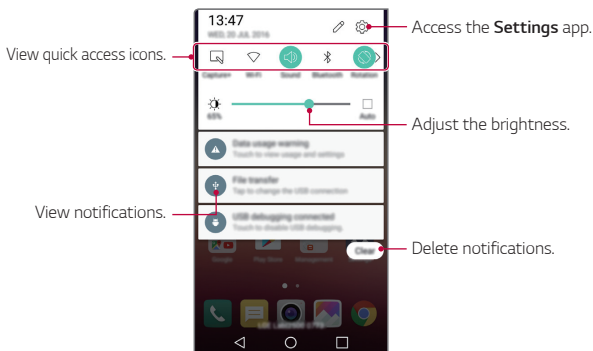 13:47
WED, 20 JUL 2016
Access the Settings app.
View quick access icons.
Capture+ Wi-Fi Sound Bluetooth Rotation
65% Auto
Adjust the brightness.
Data usage warning
Touch to view usage and settings
File transfer
Tap to change the USB connection
View notifications.
USB debugging connected
Touch to disable USB debugging.
Clear
Delete notifications.
Google Play Store Management